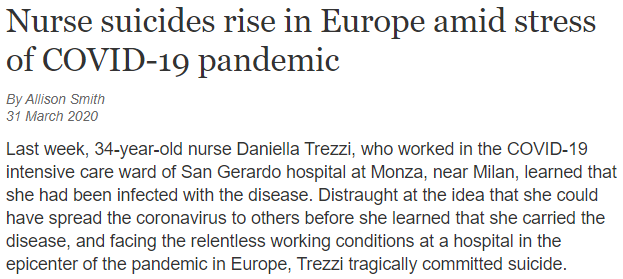 Nurse suicides rise in Europe amid stress
of COVID-19 pandemic
By Allison Smith
31 March 2020
Last week, 34-year-old nurse Daniella Trezzi, who worked in the COVID-19
intensive care ward of San Gerardo hospital at Monza, near Milan, learned that
she had been infected with the disease. Distraught at the idea that she could
have spread the coronavirus to others before she learned that she carried the
disease, and facing the relentless working conditions at a hospital in the
epicenter of the pandemic in Europe, Trezzi tragically committed suicide.